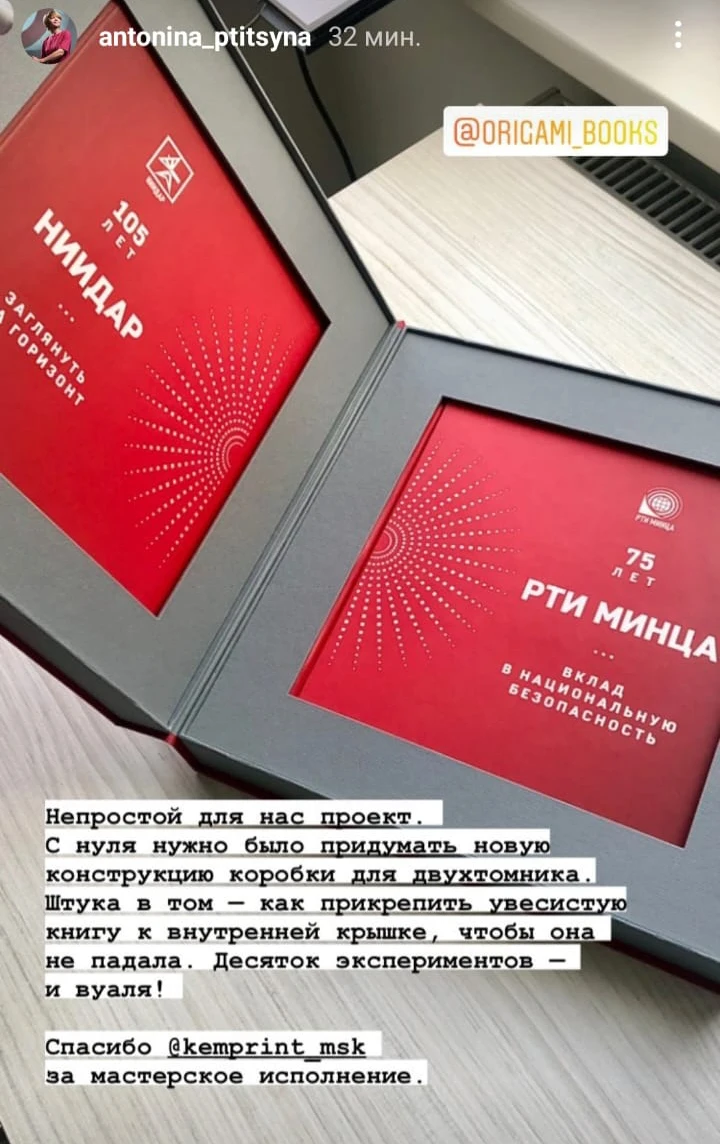 antonina_ptitsyna 32 мин.
@ORIGAMI_BOOKS
НИИДАР
105
ЛЕТ
НИИДАР
...
ЗАГЛЯНУТЬ
ГОРИЗОНТ
РТИ МИНЦА
75
ЛЕТ
РТИ МИНЦА
...
ВКЛАД
В НАЦИОНАЛЬНУЮ
БЕЗОПАСНОСТЬ
Непростой для нас проект.
С нуля нужно было придумать новую
конструкцию коробки для двухтомника.
Штука в том — как прикрепить увесистую
книгу к внутренней крышке, чтобы она
не падала. Десяток экспериментов —
и вуаля!
Спасибо @kemprint_msk
за мастерское исполнение.